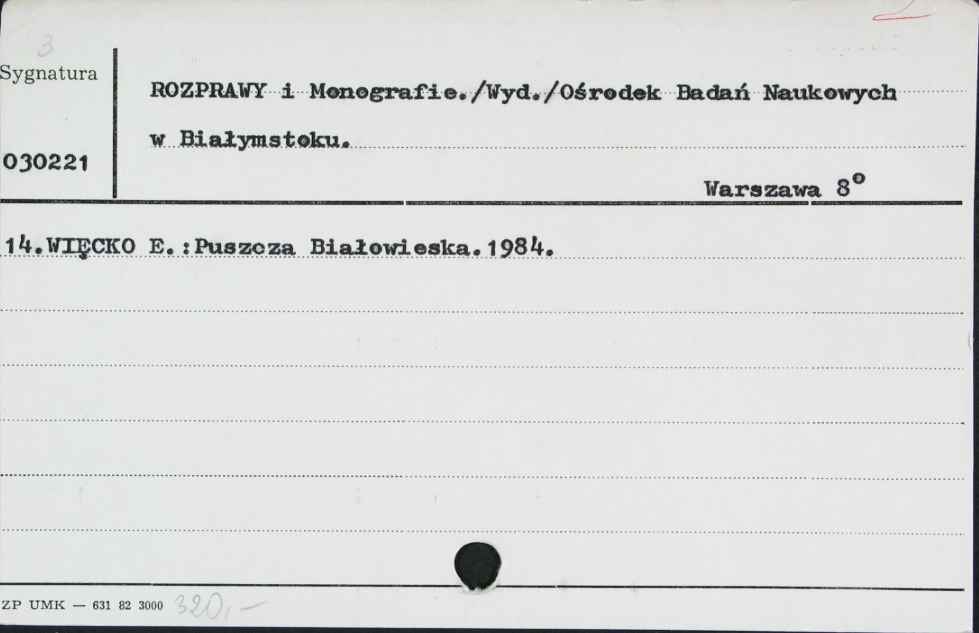 3
Sygnatura
ROZPRAWY i Monografie./Wyd./Ośrodek Badań Naukowych
w Białymstoku.
030221
Warszawa 8°
14.WIĘCKO E.:Puszcza Białowieska.1984.
ZP UMK — 631 82 3000 320,—